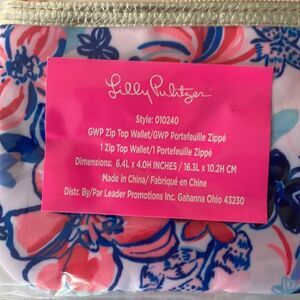 Lilly Pulitzer
Style: 010240
GWP Zip Top Wallet/GWP Portefeuille Zippé
1 Zip Top Wallet/1 Portefeuille Zippé
Dimensions: 6.4L x 4.0H INCHES / 16.3L x 10.2H CM
Made in China/ Fabriqué en Chine
Distr. By/Par Leader Promotions Inc. Gahanna Ohio 43230